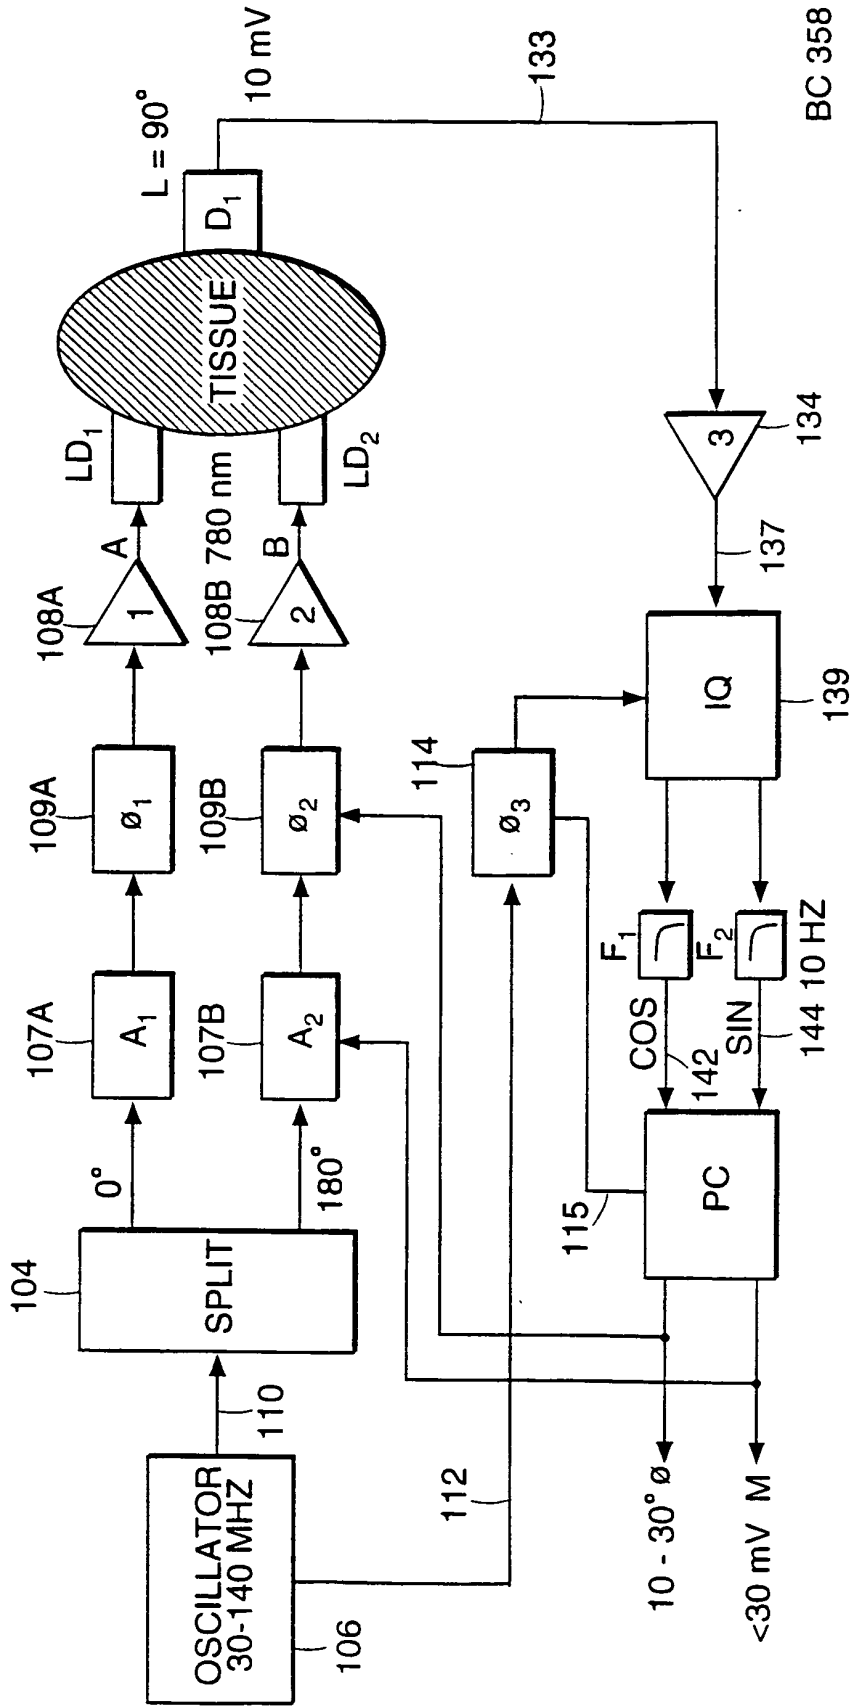 104
0°
107A
109A
108A
A
LD₁
L = 90°
10 mV
OSCILLATOR
30-140 MHZ
106
110
SPLIT
A₁
ø₁
1
TISSUE
D₁
180°
107B
109B
108B 780 nm
B
LD₂
A₂
ø₂
2
133
112
114
ø₃
115
10 - 30° ø
<30 mV M
PC
COS
142
SIN
144
F₁
F₂
10 HZ
IQ
139
137
3
134
BC 358